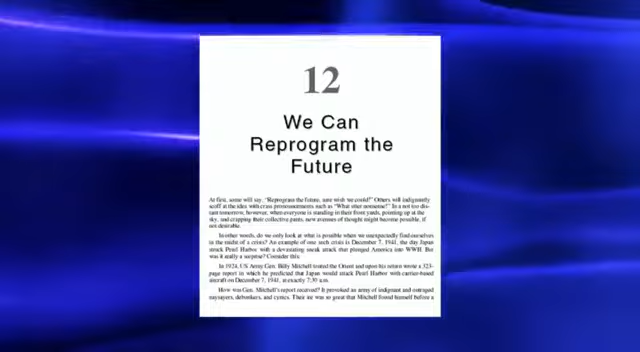 12
We Can
Reprogram the
Future
At first, some will say, "Reprogram the future, sure wish we could!" Others will indignantly
scoff at the idea with crass pronouncements such as "What utter nonsense!" In a not too dis-
tant tomorrow, however, when everyone is standing in their front yards, pointing up at the
sky, and crapping their collective pants, new avenues of thought might become possible, if
not desirable.
In other words, do we only look at what is possible when we unexpectedly find ourselves
in the midst of a crisis? An example of one such crisis is December 7, 1941, the day Japan
attack Pearl Harbor with a devastating sneak attack that plunged America into WWII. But
was it really a surprise? Consider this.
In 1924, US Army Gen. Billy Mitchell toured the Orient and upon his return wrote a 323-
page report in which he predicted that Japan would attack Pearl Harbor with carrier-based
aircraft on December 7, 1941, at exactly 7:30 a.m.
How was Gen. Mitchell's report received? It provoked an army of indignant and outraged
naysayers, debunkers, and cynics. Their ire was so great that Mitchell found himself before a